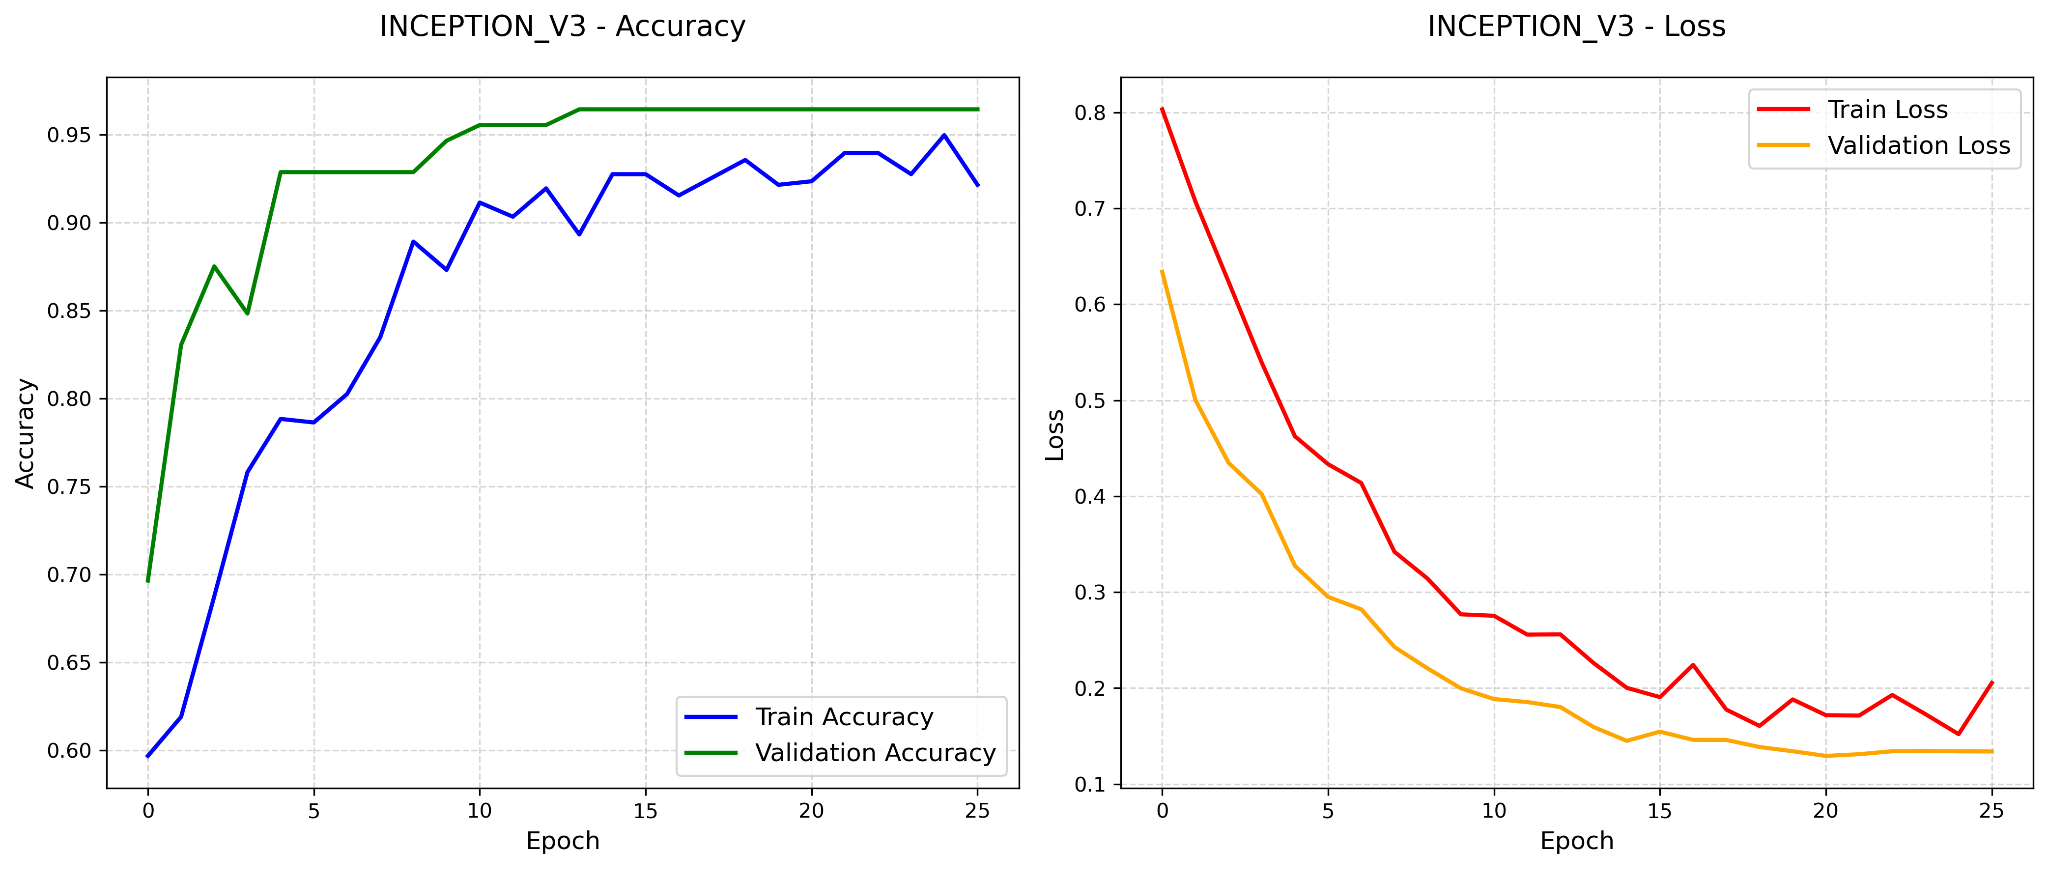 INCEPTION_V3 - Accuracy
0.95
0.90
0.85
0.80
0.75
0.70
0.65
0.60
Accuracy
Train Accuracy
Validation Accuracy
0 5 10 15 20 25
Epoch
INCEPTION_V3 - Loss
0.8
0.7
0.6
0.5
0.4
0.3
0.2
0.1
Loss
Train Loss
Validation Loss
0 5 10 15 20 25
Epoch